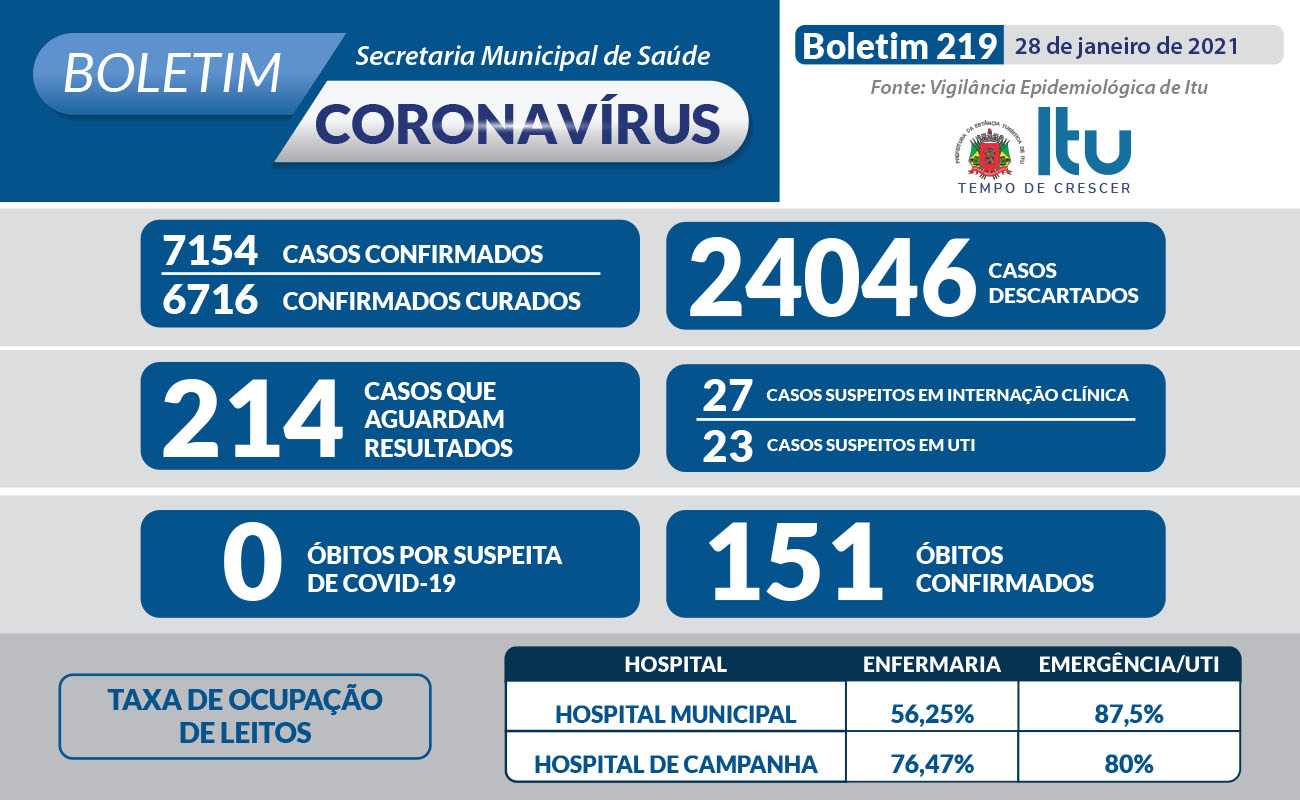 BOLETIM
Secretaria Municipal de Saúde
CORONAVÍRUS
Boletim 219 28 de janeiro de 2021
Fonte: Vigilância Epidemiológica de Itu
PREFEITURA DA ESTÂNCIA TURÍSTICA DE ITU
Itu
TEMPO DE CRESCER
7154 CASOS CONFIRMADOS
6716 CONFIRMADOS CURADOS
24046 CASOS
DESCARTADOS
214 CASOS QUE
AGUARDAM
RESULTADOS
27 CASOS SUSPEITOS EM INTERNAÇÃO CLÍNICA
23 CASOS SUSPEITOS EM UTI
0 ÓBITOS POR SUSPEITA
DE COVID-19
151 ÓBITOS
CONFIRMADOS
TAXA DE OCUPAÇÃO
DE LEITOS
HOSPITAL ENFERMARIA EMERGÊNCIA/UTI
HOSPITAL MUNICIPAL 56,25% 87,5%
HOSPITAL DE CAMPANHA 76,47% 80%